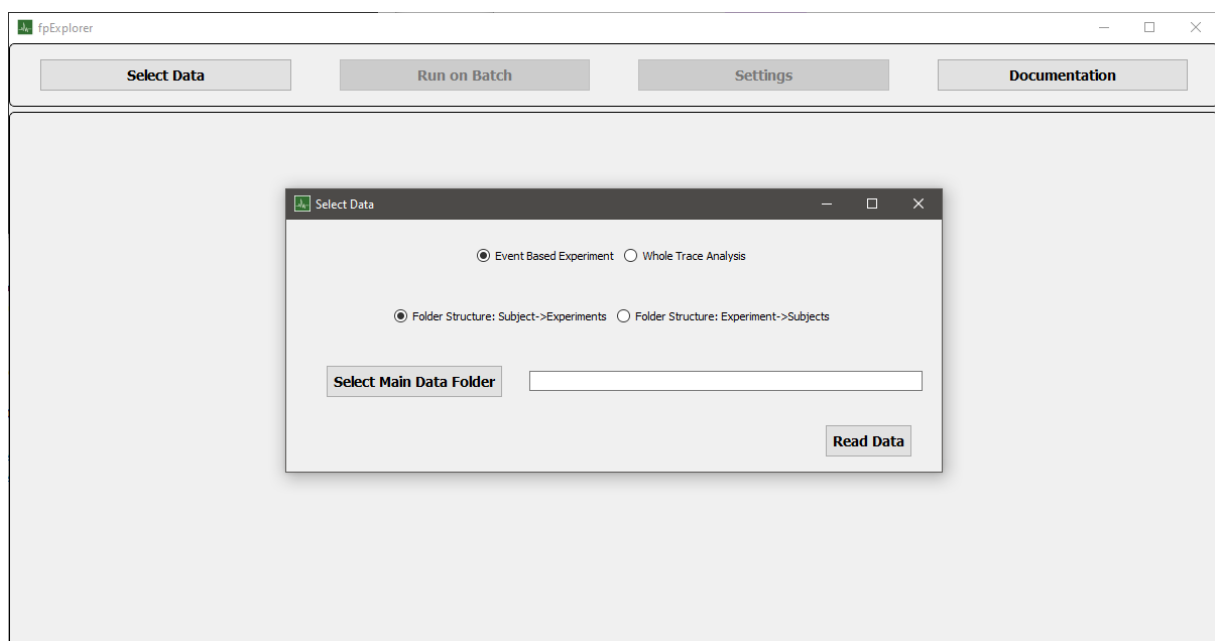 fpExplorer
Select Data Run on Batch Settings Documentation
Select Data
Event Based Experiment Whole Trace Analysis
Folder Structure: Subject->Experiments Folder Structure: Experiment->Subjects
Select Main Data Folder
Read Data